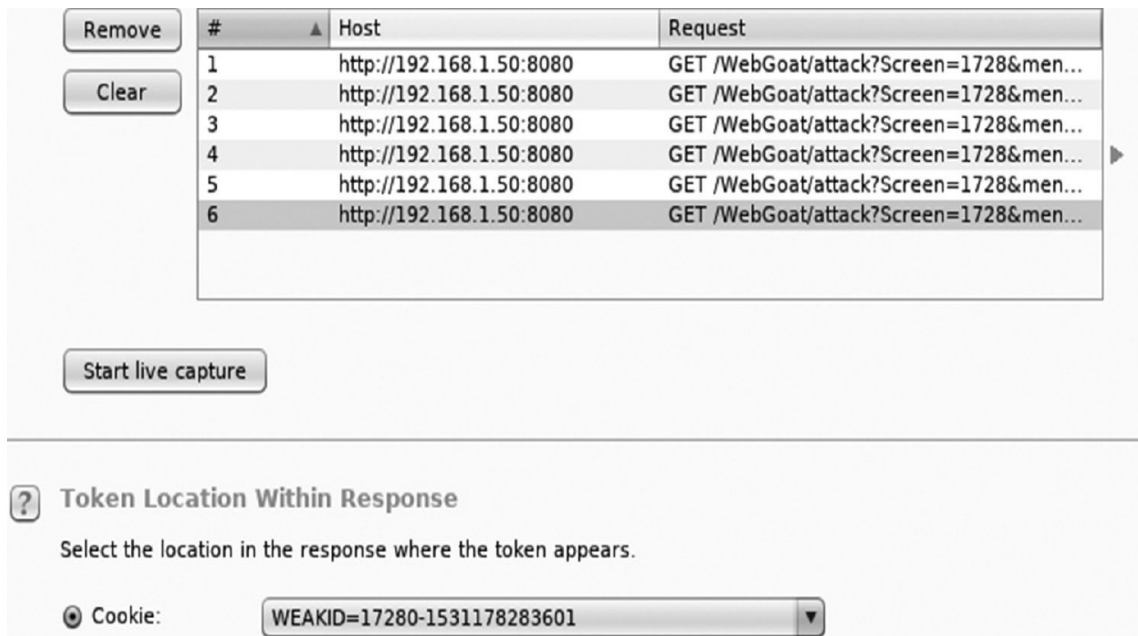 Remove
Clear
# Host Request
1 http://192.168.1.50:8080 GET /WebGoat/attack?Screen=1728&men...
2 http://192.168.1.50:8080 GET /WebGoat/attack?Screen=1728&men...
3 http://192.168.1.50:8080 GET /WebGoat/attack?Screen=1728&men...
4 http://192.168.1.50:8080 GET /WebGoat/attack?Screen=1728&men...
5 http://192.168.1.50:8080 GET /WebGoat/attack?Screen=1728&men...
6 http://192.168.1.50:8080 GET /WebGoat/attack?Screen=1728&men...
Start live capture
? Token Location Within Response
Select the location in the response where the token appears.
Cookie: WEAKID=17280-1531178283601